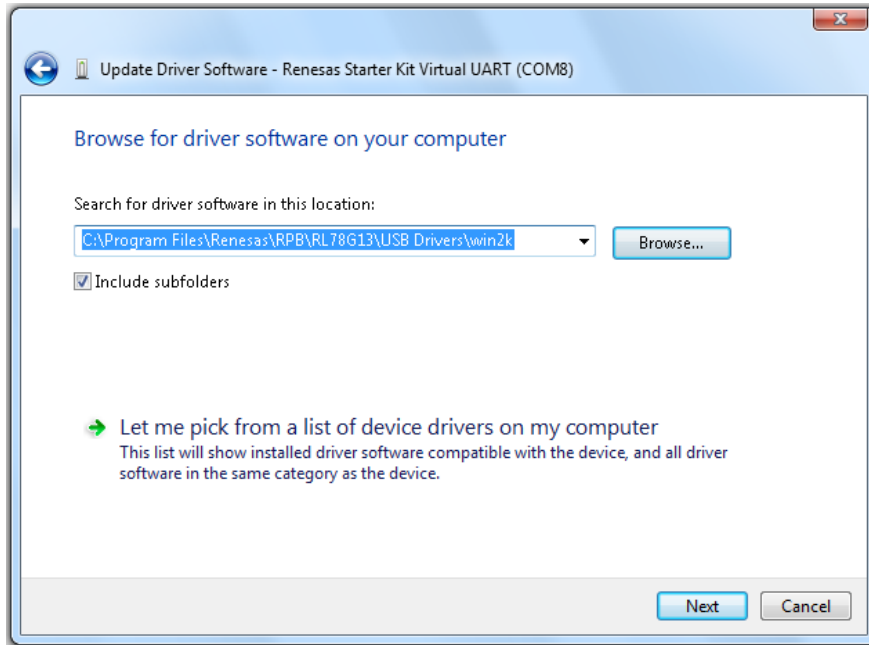 Update Driver Software - Renesas Starter Kit Virtual UART (COM8)
Browse for driver software on your computer
Search for driver software in this location:
C:\Program Files\Renesas\RPB\RL78G13\USB Drivers\win2k
Browse...
Include subfolders
Let me pick from a list of device drivers on my computer
This list will show installed driver software compatible with the device, and all driver
software in the same category as the device.
Next
Cancel